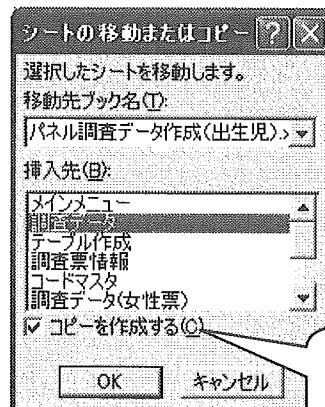 シートの移動またはコピー
選択したシートを移動します。
移動先ブック名(T):
パネル調査データ作成(出生児).x
挿入先(B):
メインメニュー
調査データ
テーブル作成
調査票情報
コードマスタ
調査データ(女性票)
コピーを作成する(C)
OK
キャンセル